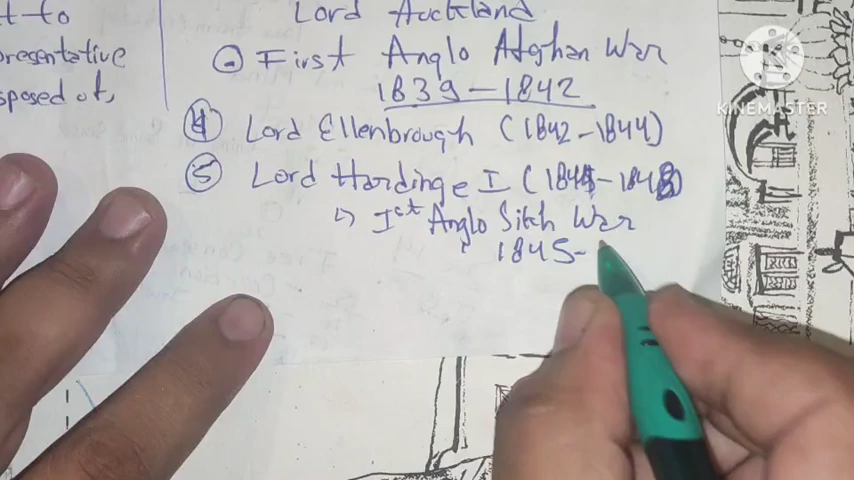 t to
presentative
sposed of,
Lord Auckland
First Anglo Afghan War
1839-1842
4 Lord Ellenbrough (1842-1844)
5 Lord Hardinge I (1844-1848)
↳ Ist Anglo Sikh War
1845-
KINEMASTER